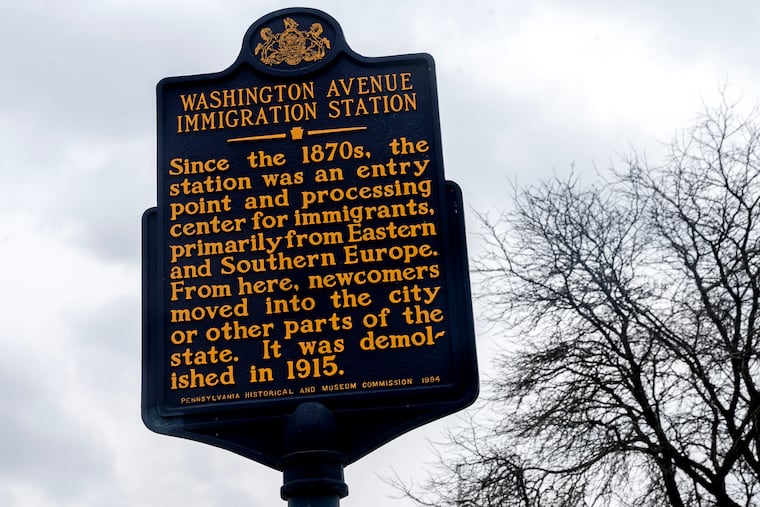 WASHINGTON AVENUE
IMMIGRATION STATION
Since the 1870s, the
station was an entry
point and processing
center for immigrants,
primarily from Eastern
and Southern Europe.
From here, newcomers
moved into the city
or other parts of the
state. It was demol-
ished in 1915.
PENNSYLVANIA HISTORICAL AND MUSEUM COMMISSION 1994